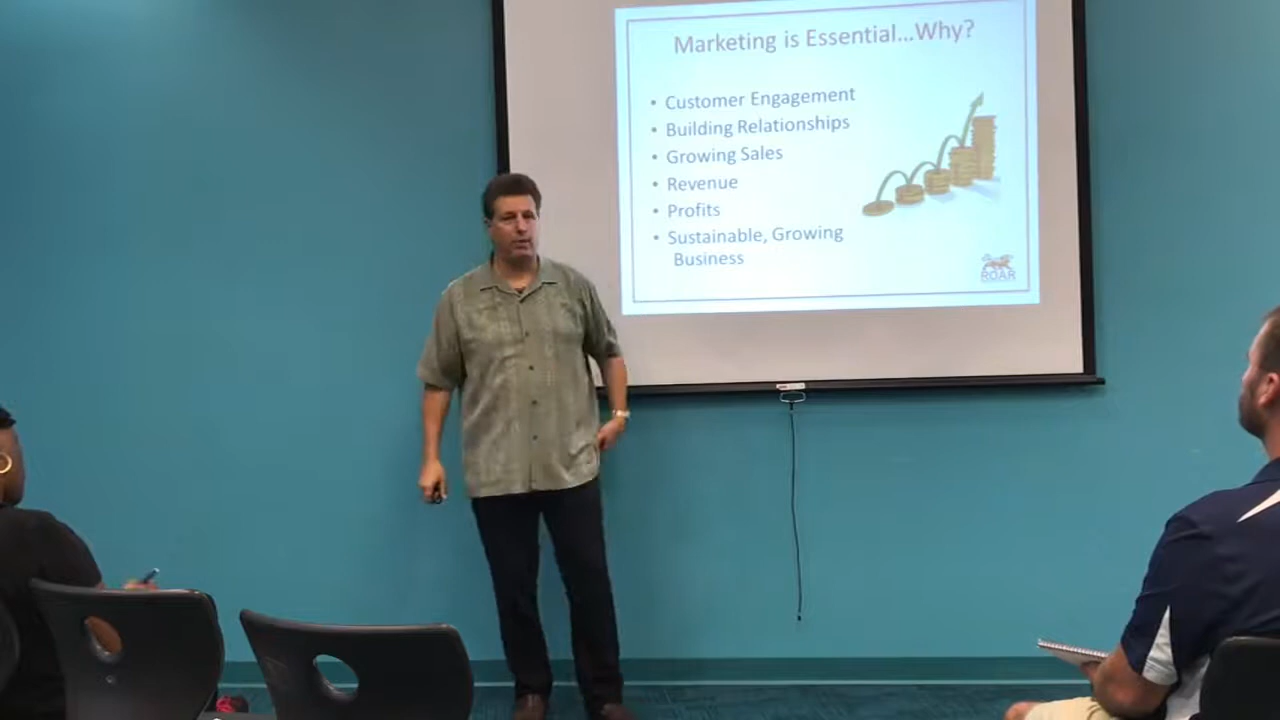 Marketing is Essential...Why?
• Customer Engagement
• Building Relationships
• Growing Sales
• Revenue
• Profits
• Sustainable, Growing
Business
ROAR